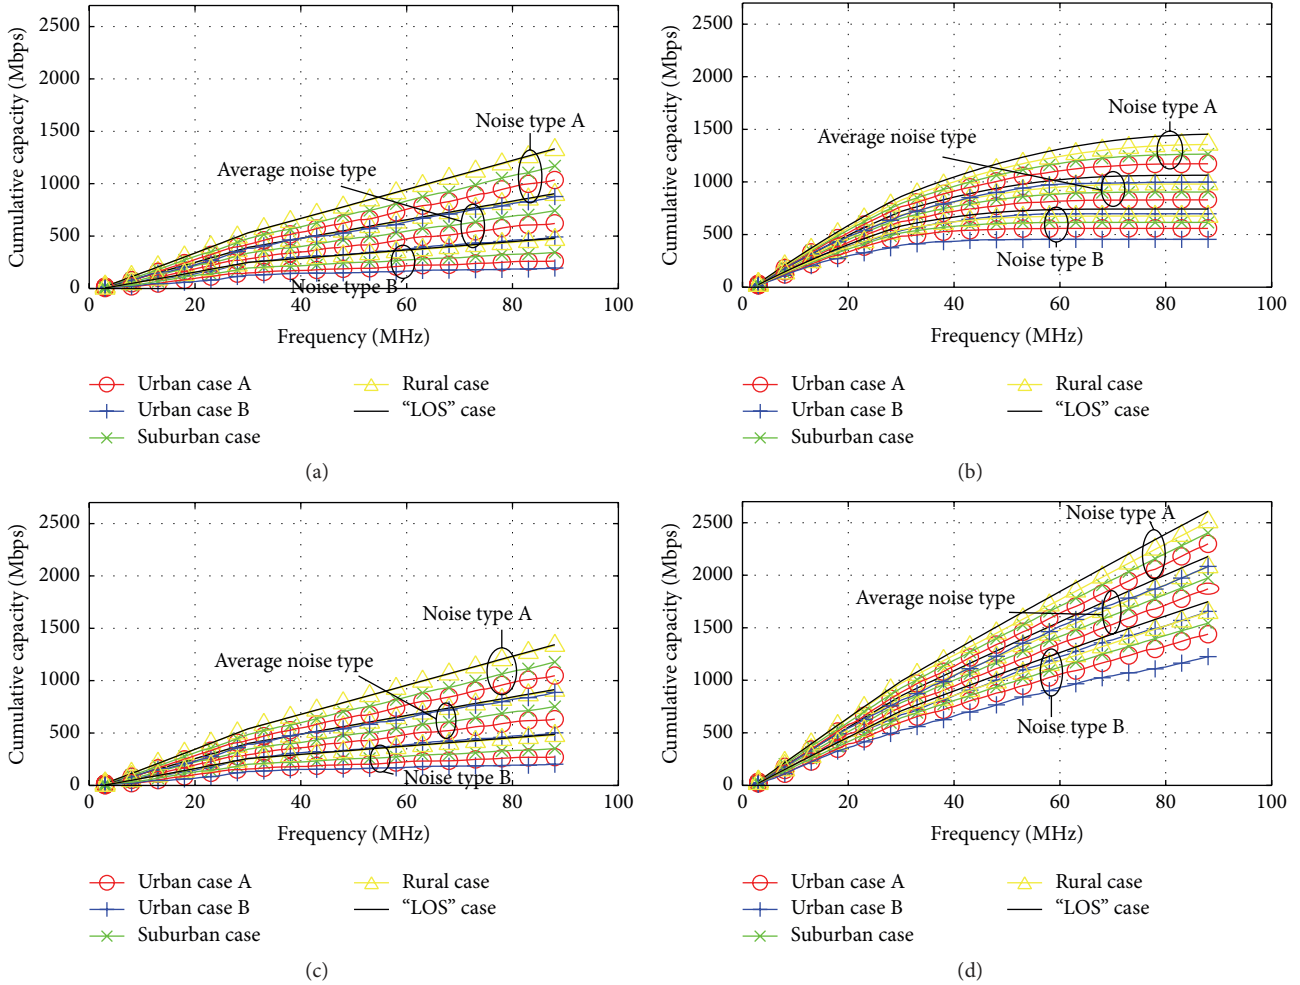 Cumulative capacity (Mbps)
2500
2000
1500
1000
500
0
Noise type A
Average noise type
Noise type B
0 20 40 60 80 100
Frequency (MHz)
Urban case A
Urban case B
Suburban case
Rural case
“LOS” case
(a)
Cumulative capacity (Mbps)
2500
2000
1500
1000
500
0
Noise type A
Average noise type
Noise type B
0 20 40 60 80 100
Frequency (MHz)
Urban case A
Urban case B
Suburban case
Rural case
“LOS” case
(b)
Cumulative capacity (Mbps)
2500
2000
1500
1000
500
0
Noise type A
Average noise type
Noise type B
0 20 40 60 80 100
Frequency (MHz)
Urban case A
Urban case B
Suburban case
Rural case
“LOS” case
(c)
Cumulative capacity (Mbps)
2500
2000
1500
1000
500
0
Noise type A
Average noise type
Noise type B
0 20 40 60 80 100
Frequency (MHz)
Urban case A
Urban case B
Suburban case
Rural case
“LOS” case
(d)